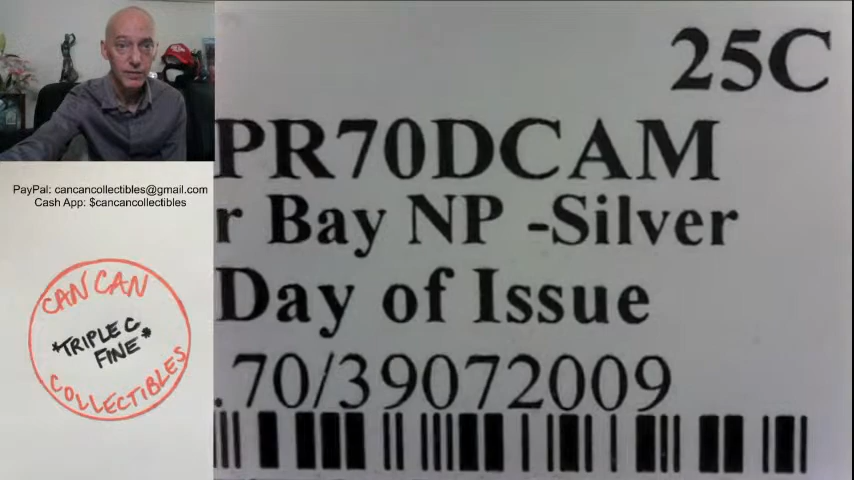 25C
PR70DCAM
r Bay NP -Silver
Day of Issue
.70/39072009
PayPal: cancancollectibles@gmail.com
Cash App: $cancancollectibles
CAN CAN
*TRIPLE C
FINE*
COLLECTIBLES